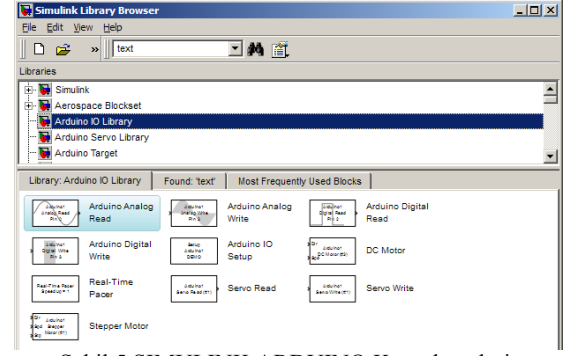 Simulink Library Browser
File Edit View Help
» text
Libraries
Simulink
Aerospace Blockset
Arduino IO Library
Arduino Servo Library
Arduino Target
Library: Arduino IO Library Found: 'text' Most Frequently Used Blocks
Arduino Analog Read
Arduino Analog Write
Arduino Digital Read
Arduino Digital Write
Arduino IO Setup
DC Motor
Real-Time Pacer
Servo Read
Servo Write
Stepper Motor